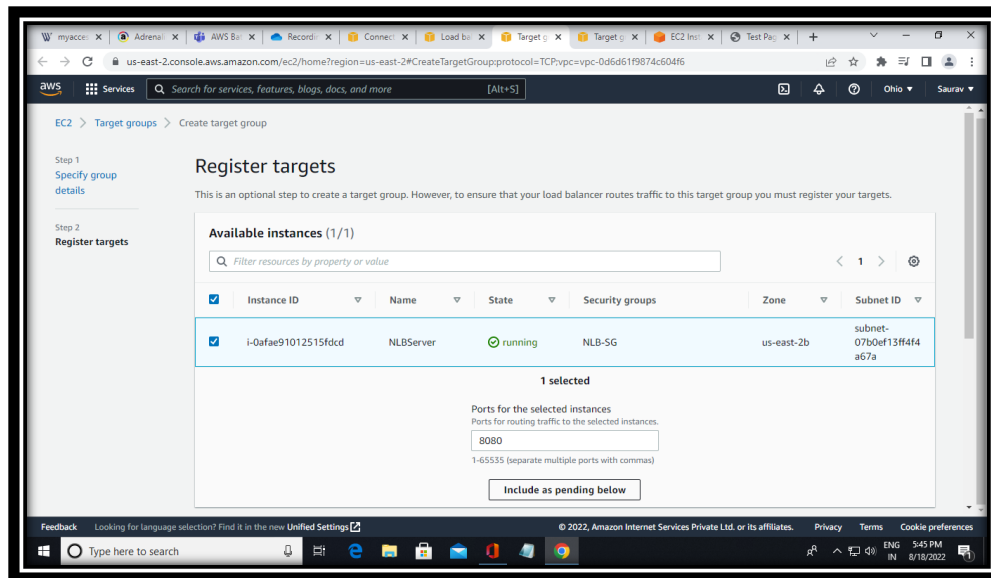 myacces
Adrenali
AWS Bas
Recordin
Connect
Load bal
Target g
Target g
EC2 Inst
Test Pag
us-east-2.console.aws.amazon.com/ec2/home?region=us-east-2#CreateTargetGroup:protocol=TCP;vpc=vpc-0d6d61f9874c604f6
aws Services Search for services, features, blogs, docs, and more [Alt+S] Ohio Saurav
EC2 > Target groups > Create target group
Step 1
Specify group
details
Step 2
Register targets
Register targets
This is an optional step to create a target group. However, to ensure that your load balancer routes traffic to this target group you must register your targets.
Available instances (1/1)
Filter resources by property or value
1
Instance ID Name State Security groups Zone Subnet ID
i-0afae91012515fdcd NLBServer running NLB-SG us-east-2b subnet-
07b0ef13ff4f4
a67a
1 selected
Ports for the selected instances
Ports for routing traffic to the selected instances.
8080
1-65535 (separate multiple ports with commas)
Include as pending below
Feedback Looking for language selection? Find it in the new Unified Settings © 2022, Amazon Internet Services Private Ltd. or its affiliates. Privacy Terms Cookie preferences
Type here to search
ENG
IN
5:45 PM
8/18/2022
1